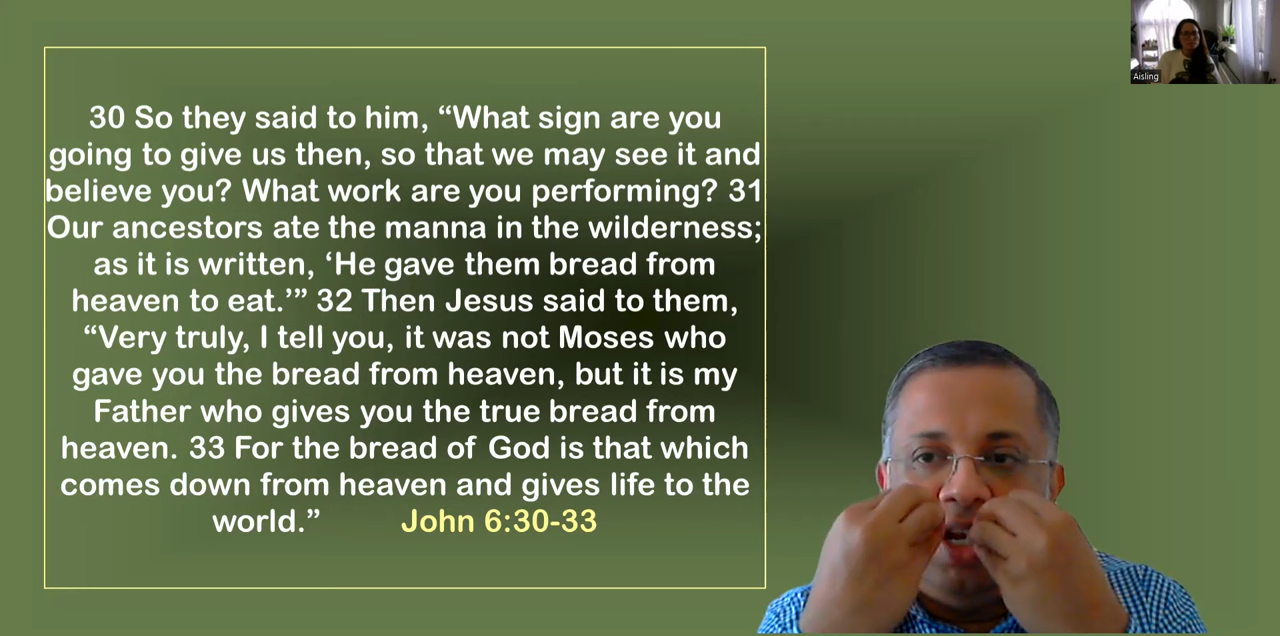 30 So they said to him, “What sign are you
going to give us then, so that we may see it and
believe you? What work are you performing? 31
Our ancestors ate the manna in the wilderness;
as it is written, ‘He gave them bread from
heaven to eat.’” 32 Then Jesus said to them,
“Very truly, I tell you, it was not Moses who
gave you the bread from heaven, but it is my
Father who gives you the true bread from
heaven. 33 For the bread of God is that which
comes down from heaven and gives life to the
world.” John 6:30-33
Aisling